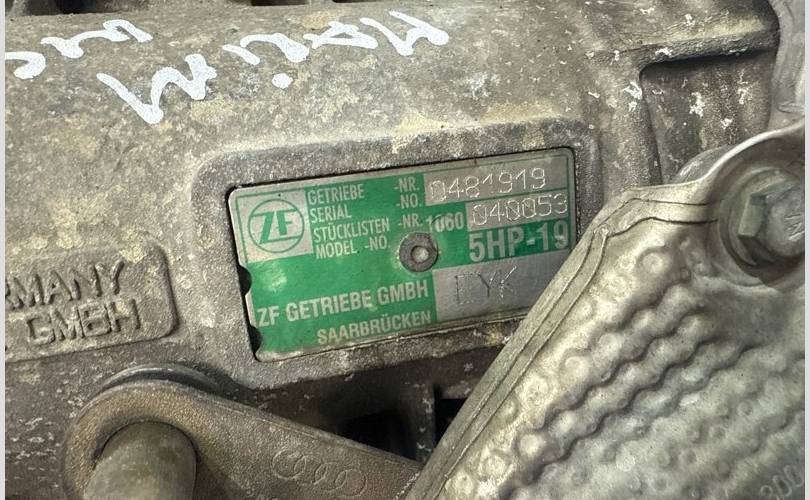 ZF
GETRIEBE -NR. 0481919
SERIAL -NO.
STÜCKLISTEN -NR. 1060 040053
MODEL -NO.
5HP-19
ZF GETRIEBE GMBH
SAARBRÜCKEN
RMANY
GMBH